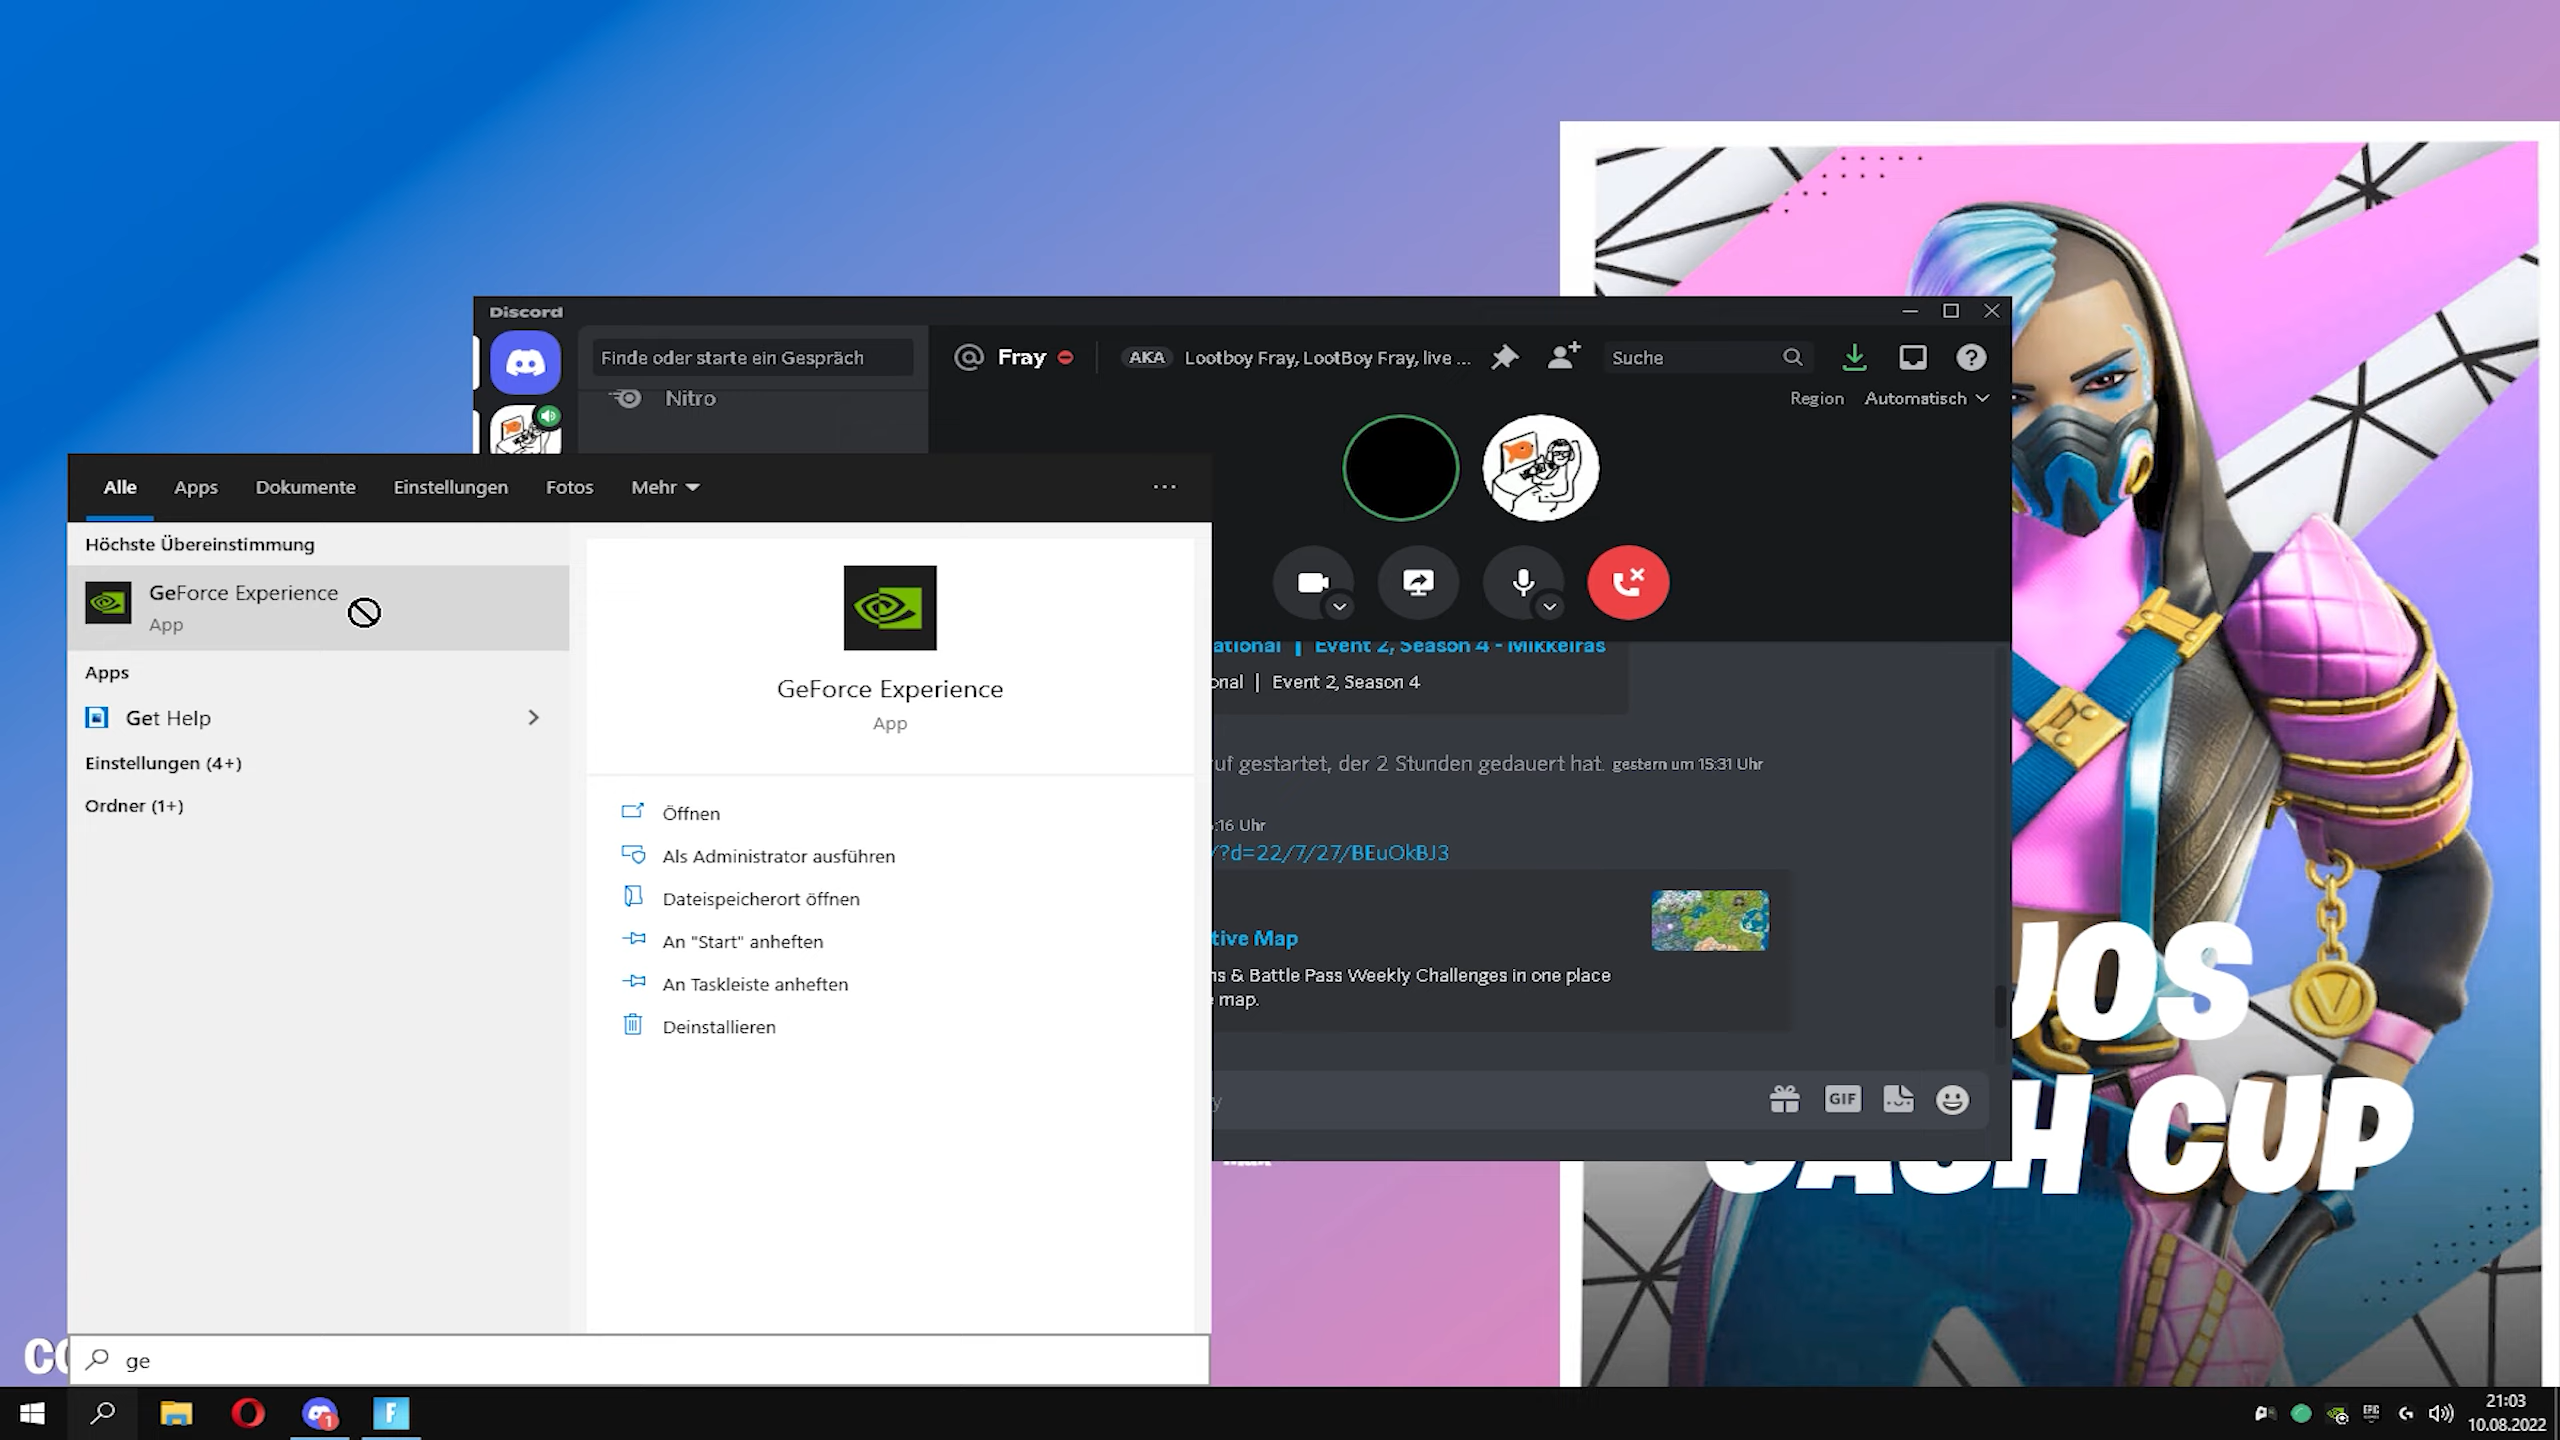 Discord
Finde oder starte ein Gespräch
Nitro
Fray
AKA
Lootboy Fray, LootBoy Fray, live ...
Suche
Region
Automatisch
Alle
Apps
Dokumente
Einstellungen
Fotos
Mehr
Höchste Übereinstimmung
GeForce Experience
App
Apps
Get Help
Einstellungen (4+)
Ordner (1+)
GeForce Experience
App
Öffnen
Als Administrator ausführen
Dateispeicherort öffnen
An "Start" anheften
An Taskleiste anheften
Deinstallieren
ational | Event 2, Season 4 - Mikkelras
onal | Event 2, Season 4
uf gestartet, der 2 Stunden gedauert hat. gestern um 15:31 Uhr
:16 Uhr
/?d=22/7/27/BEuOkBJ3
tive Map
ns & Battle Pass Weekly Challenges in one place
map.
y
GIF
UOS
CASH CUP
ge
F
1
EPIC
21:03
10.08.2022